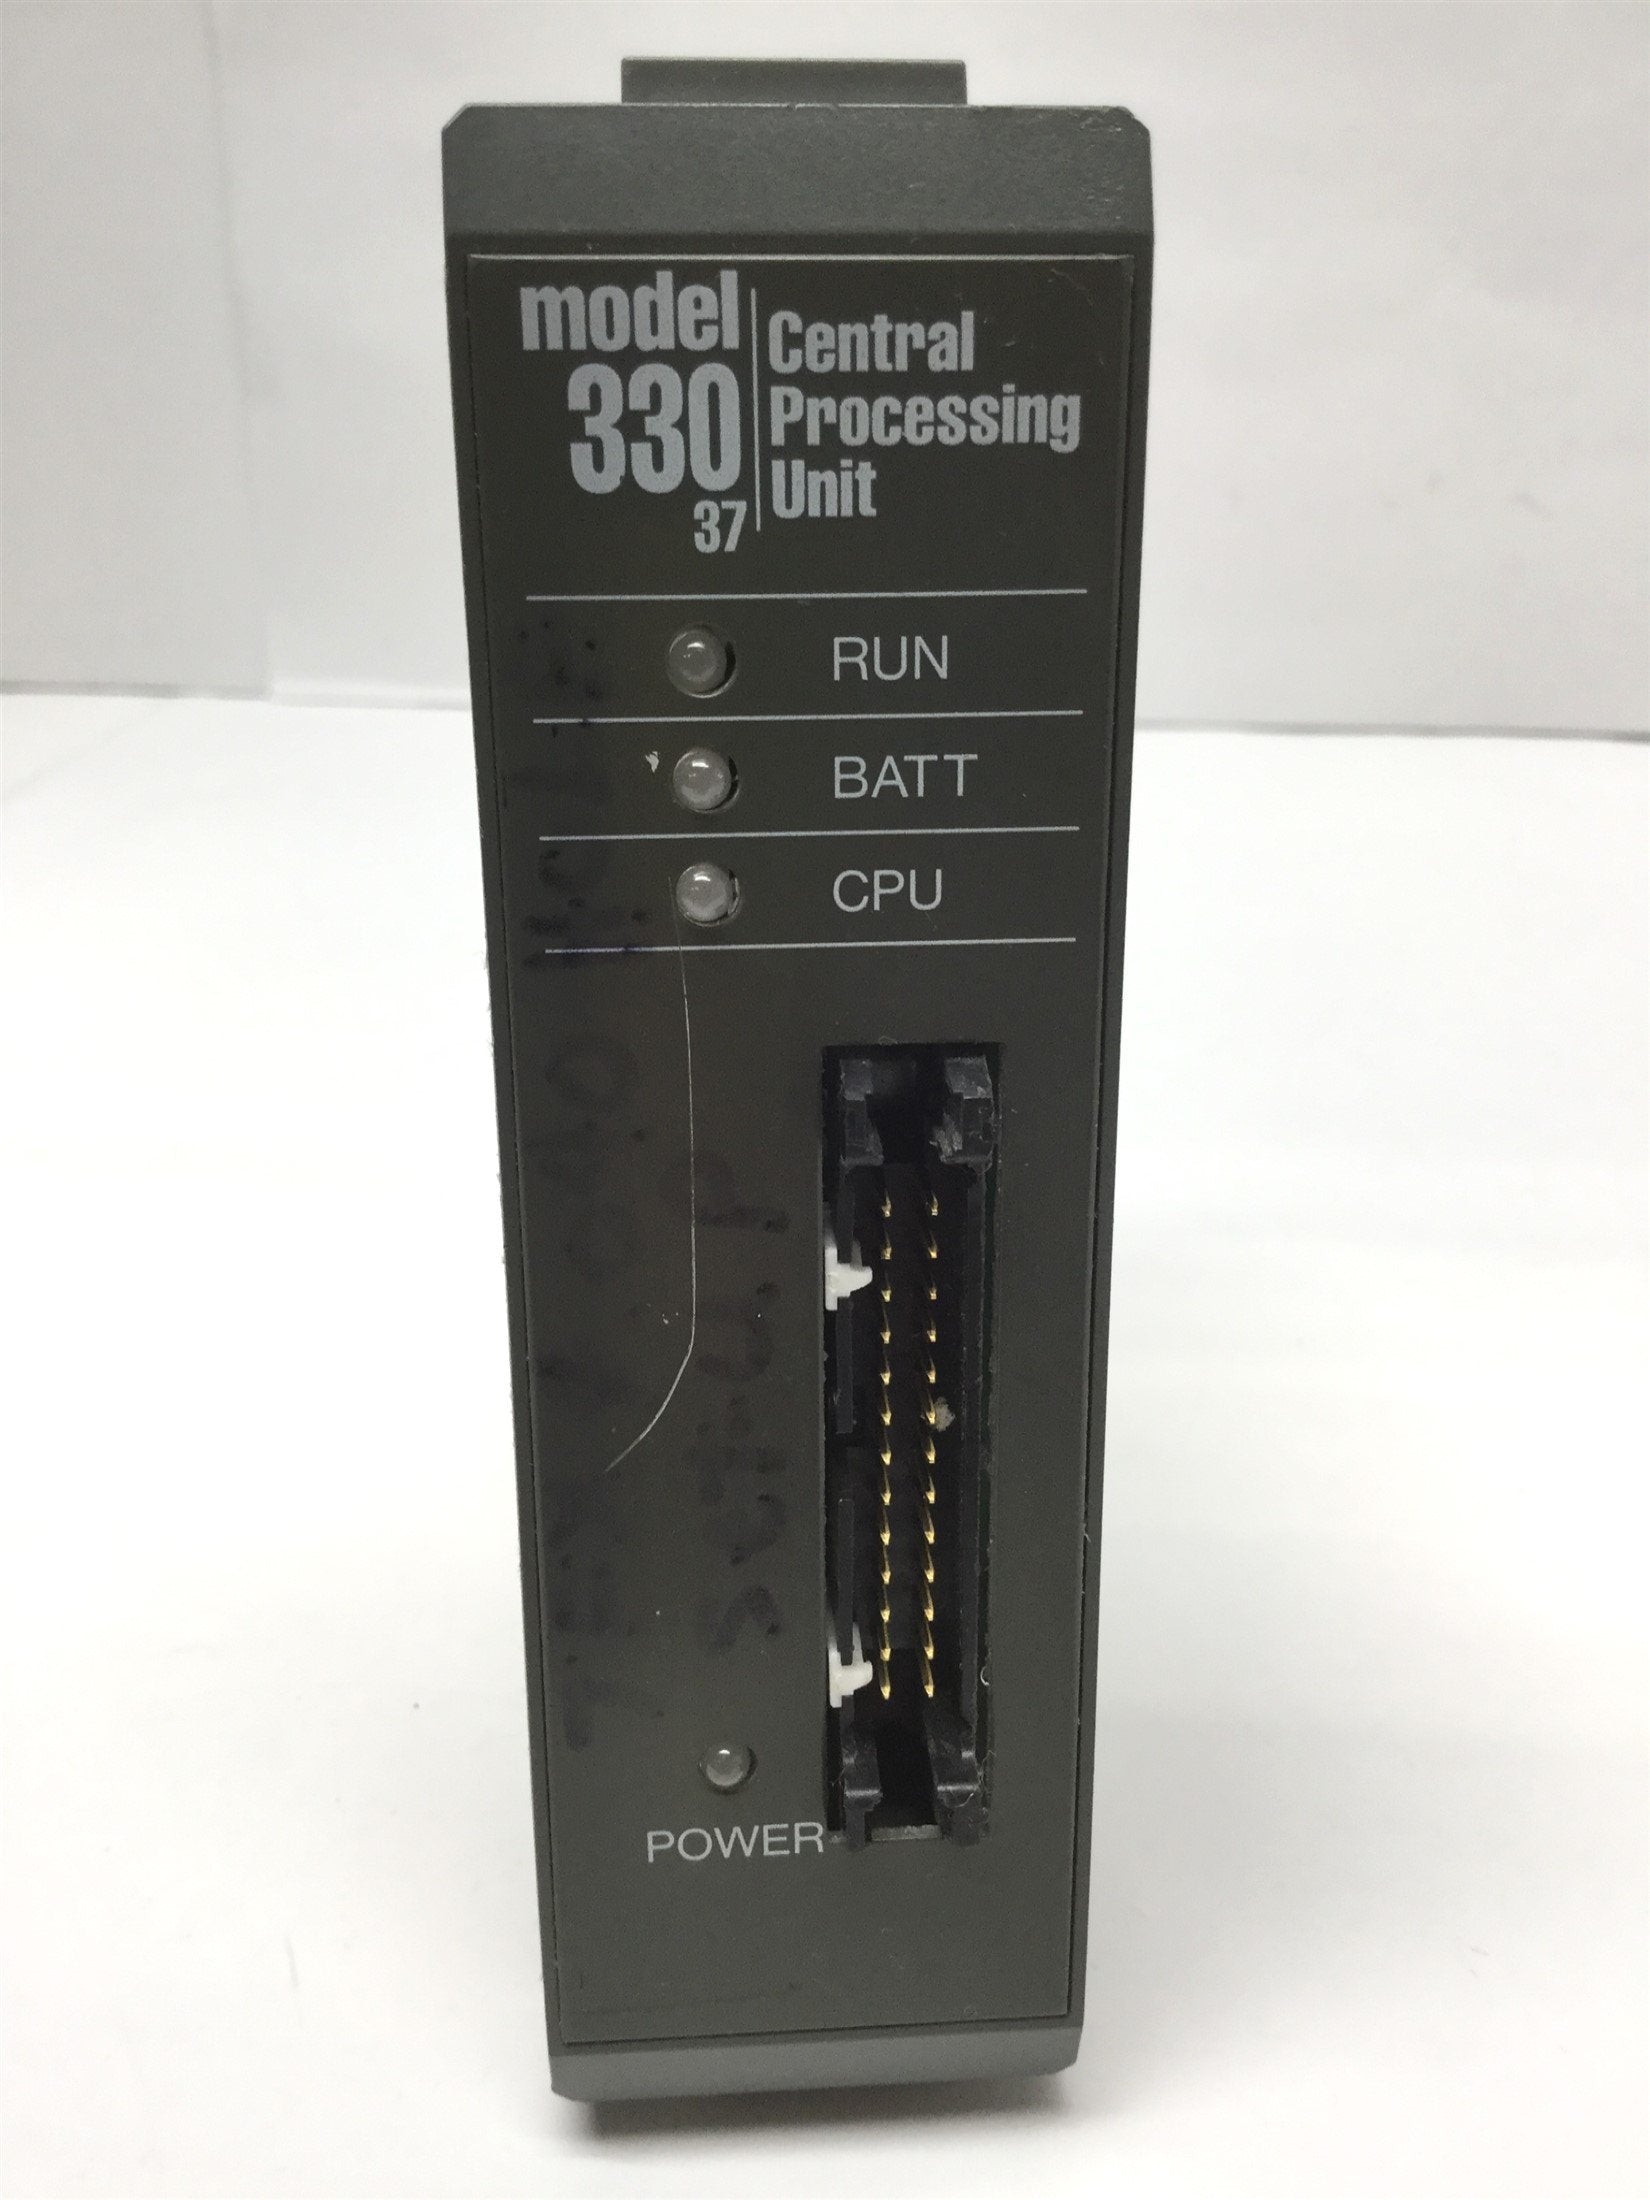 model
330
37
Central
Processing
Unit
RUN
BATT
CPU
POWER